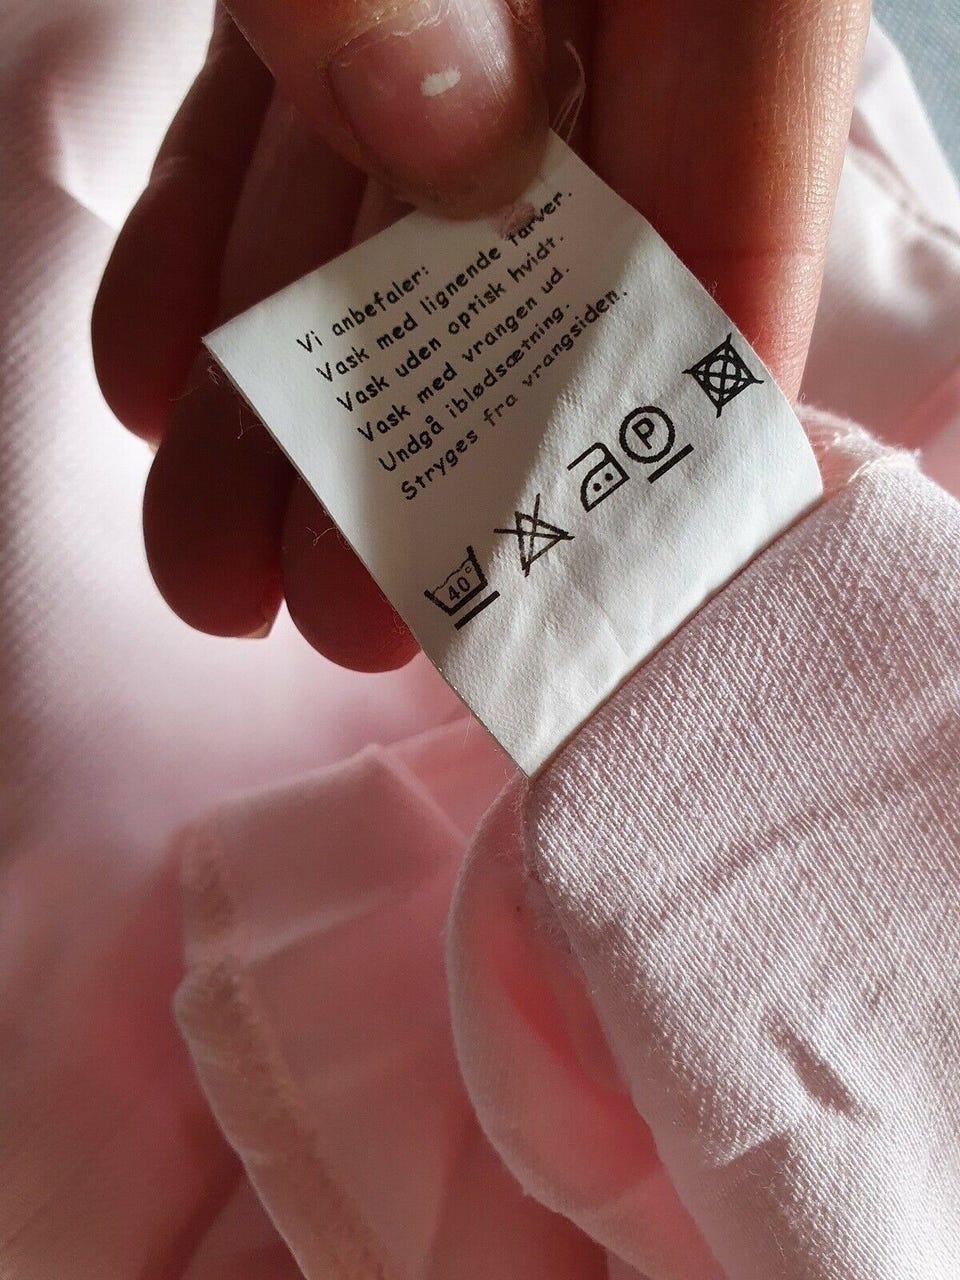 Vi anbefaler:
Vask med lignende farver.
Vask uden optisk hvidt.
Vask med vrangen ud.
Undgå iblødsætning.
Stryges fra vrangsiden.
40°c P